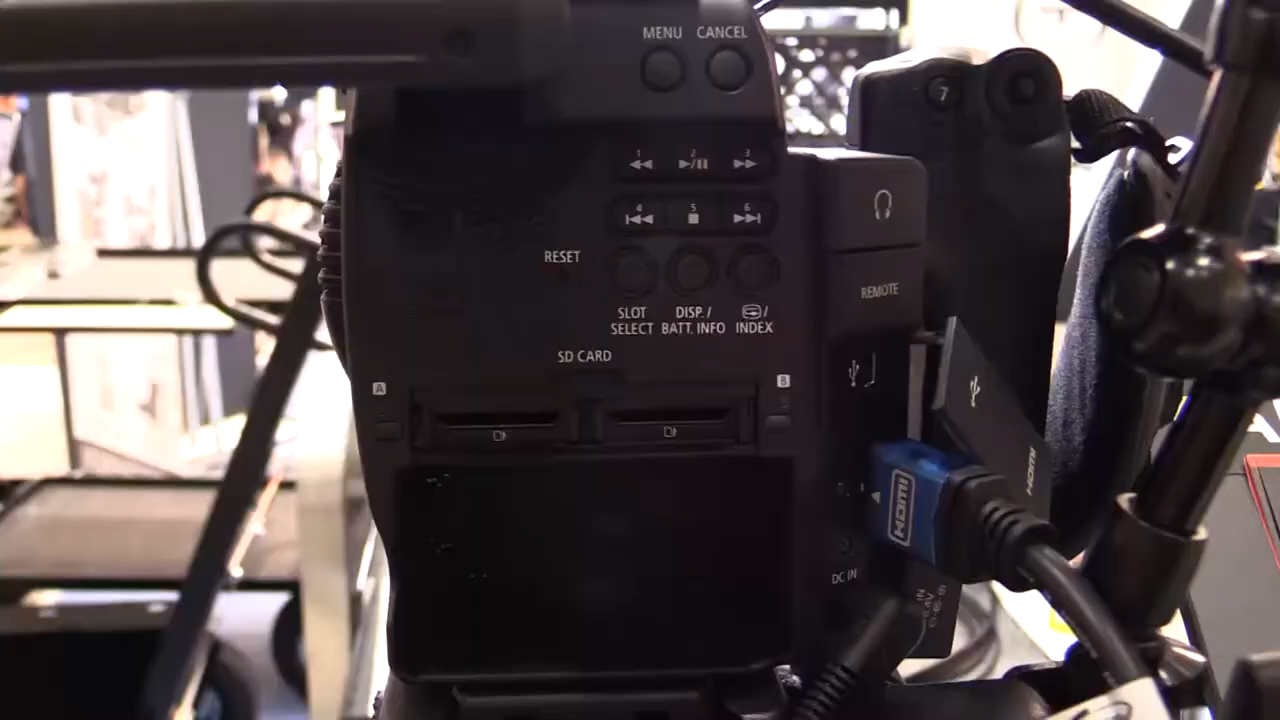 MENU CANCEL
7
1 2 3
4 5 6
RESET
REMOTE
SLOT SELECT
DISP./ BATT. INFO
/ INDEX
SD CARD
A
B
HDMI
HDMI
DC IN